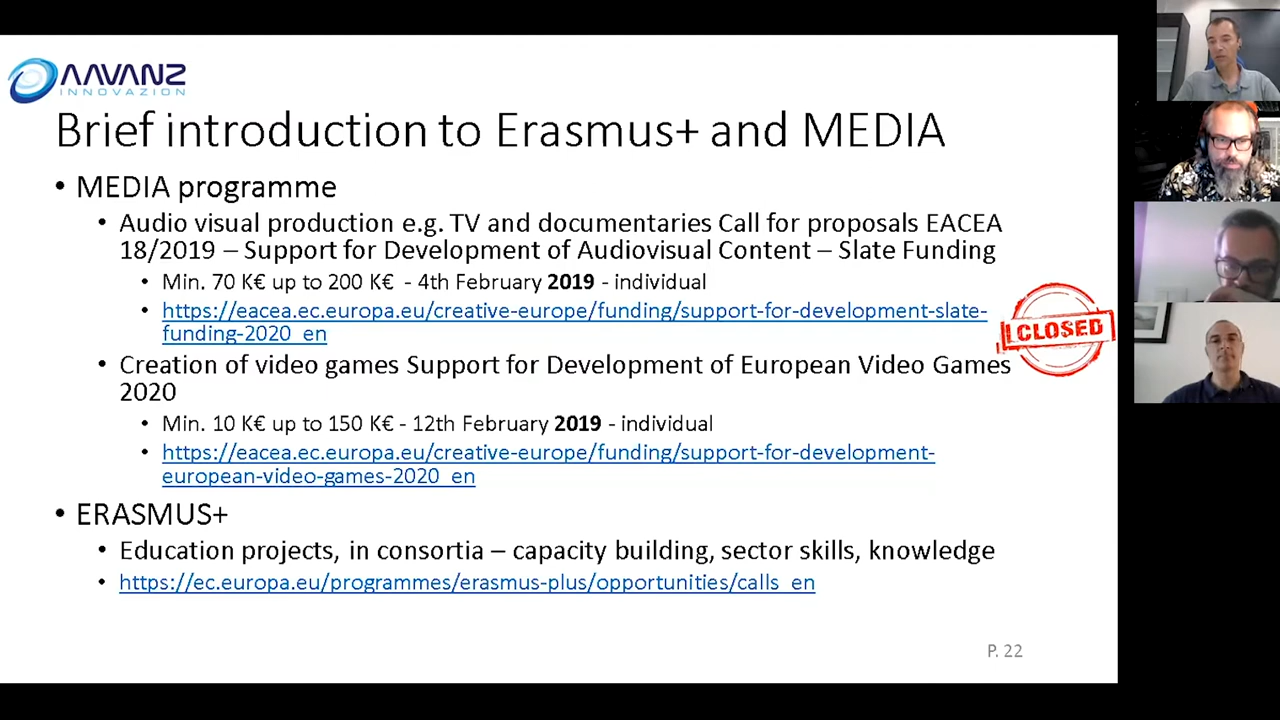 AAVANZ
INNOVAZION
Brief introduction to Erasmus+ and MEDIA
• MEDIA programme
• Audio visual production e.g. TV and documentaries Call for proposals EACEA
18/2019 – Support for Development of Audiovisual Content – Slate Funding
• Min. 70 K€ up to 200 K€ - 4th February 2019 - individual
• https://eacea.ec.europa.eu/creative-europe/funding/support-for-development-slate-
funding-2020_en
CLOSED
• Creation of video games Support for Development of European Video Games
2020
• Min. 10 K€ up to 150 K€ - 12th February 2019 - individual
• https://eacea.ec.europa.eu/creative-europe/funding/support-for-development-
european-video-games-2020_en
• ERASMUS+
• Education projects, in consortia – capacity building, sector skills, knowledge
• https://ec.europa.eu/programmes/erasmus-plus/opportunities/calls_en
P. 22